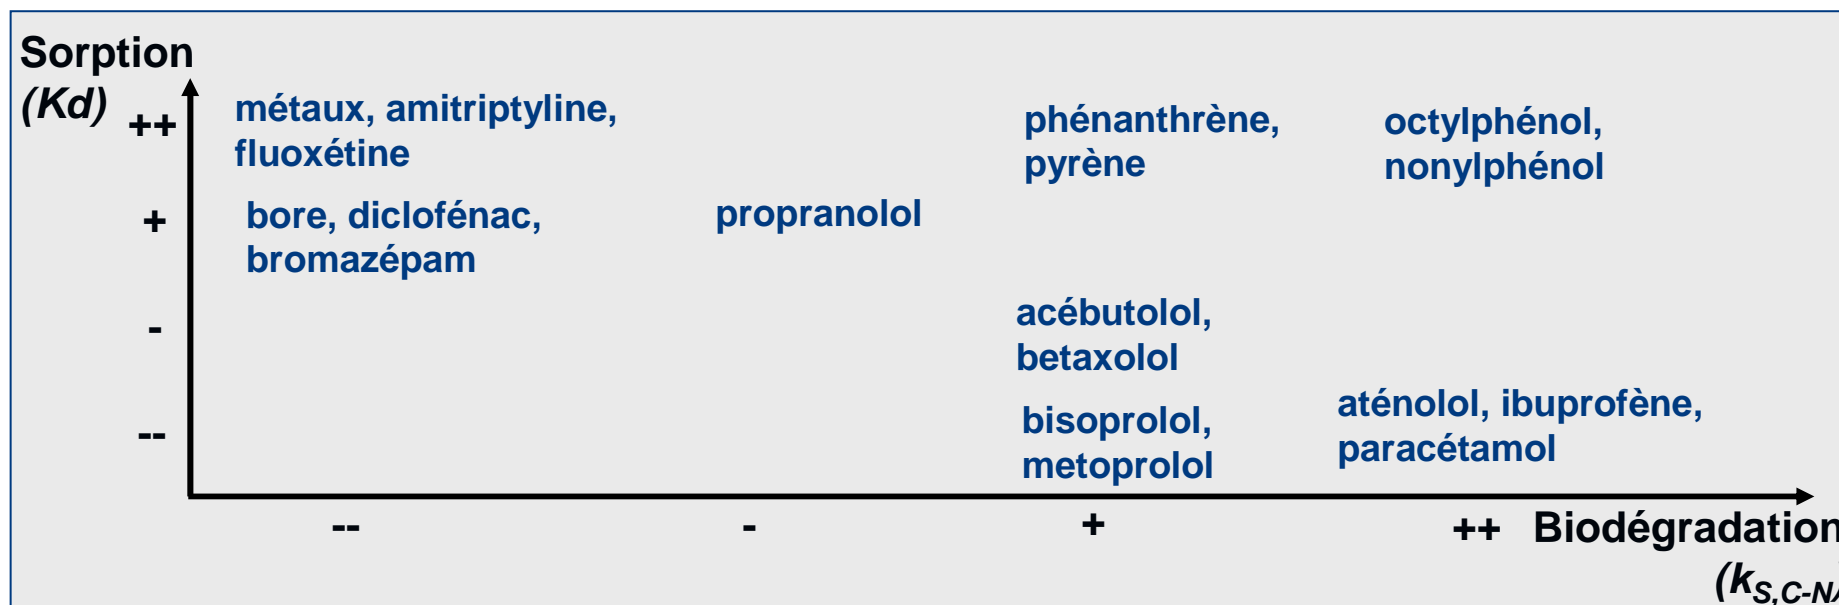 Sorption
(Kd)
++
métaux, amitriptyline,
fluoxétine
phénanthrène,
pyrène
octylphénol,
nonylphénol
+
bore, diclofénac,
bromazépam
propranolol
-
acébutolol,
betaxolol
--
bisoprolol,
metoprolol
aténolol, ibuprofène,
paracétamol
--
-
+
++
Biodégradation
(kS,C-N)